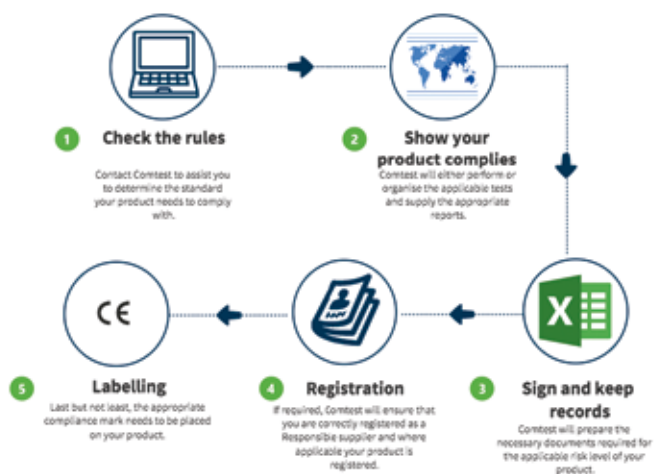 1
Check the rules
Contact Comtest to assist you
to determine the standard
your product needs to comply
with.
2
Show your
product complies
Comtest will either perform or
organise the applicable tests
and supply the appropriate
reports.
3
Sign and keep
records
Comtest will prepare the
necessary documents required for
the applicable risk level of your
product.
4
Registration
If required, Comtest will ensure that
you are correctly registered as a
Responsible supplier and where
applicable your product is
registered.
5
Labelling
Last but not least, the appropriate
compliance mark needs to be placed
on your product.
CE
X